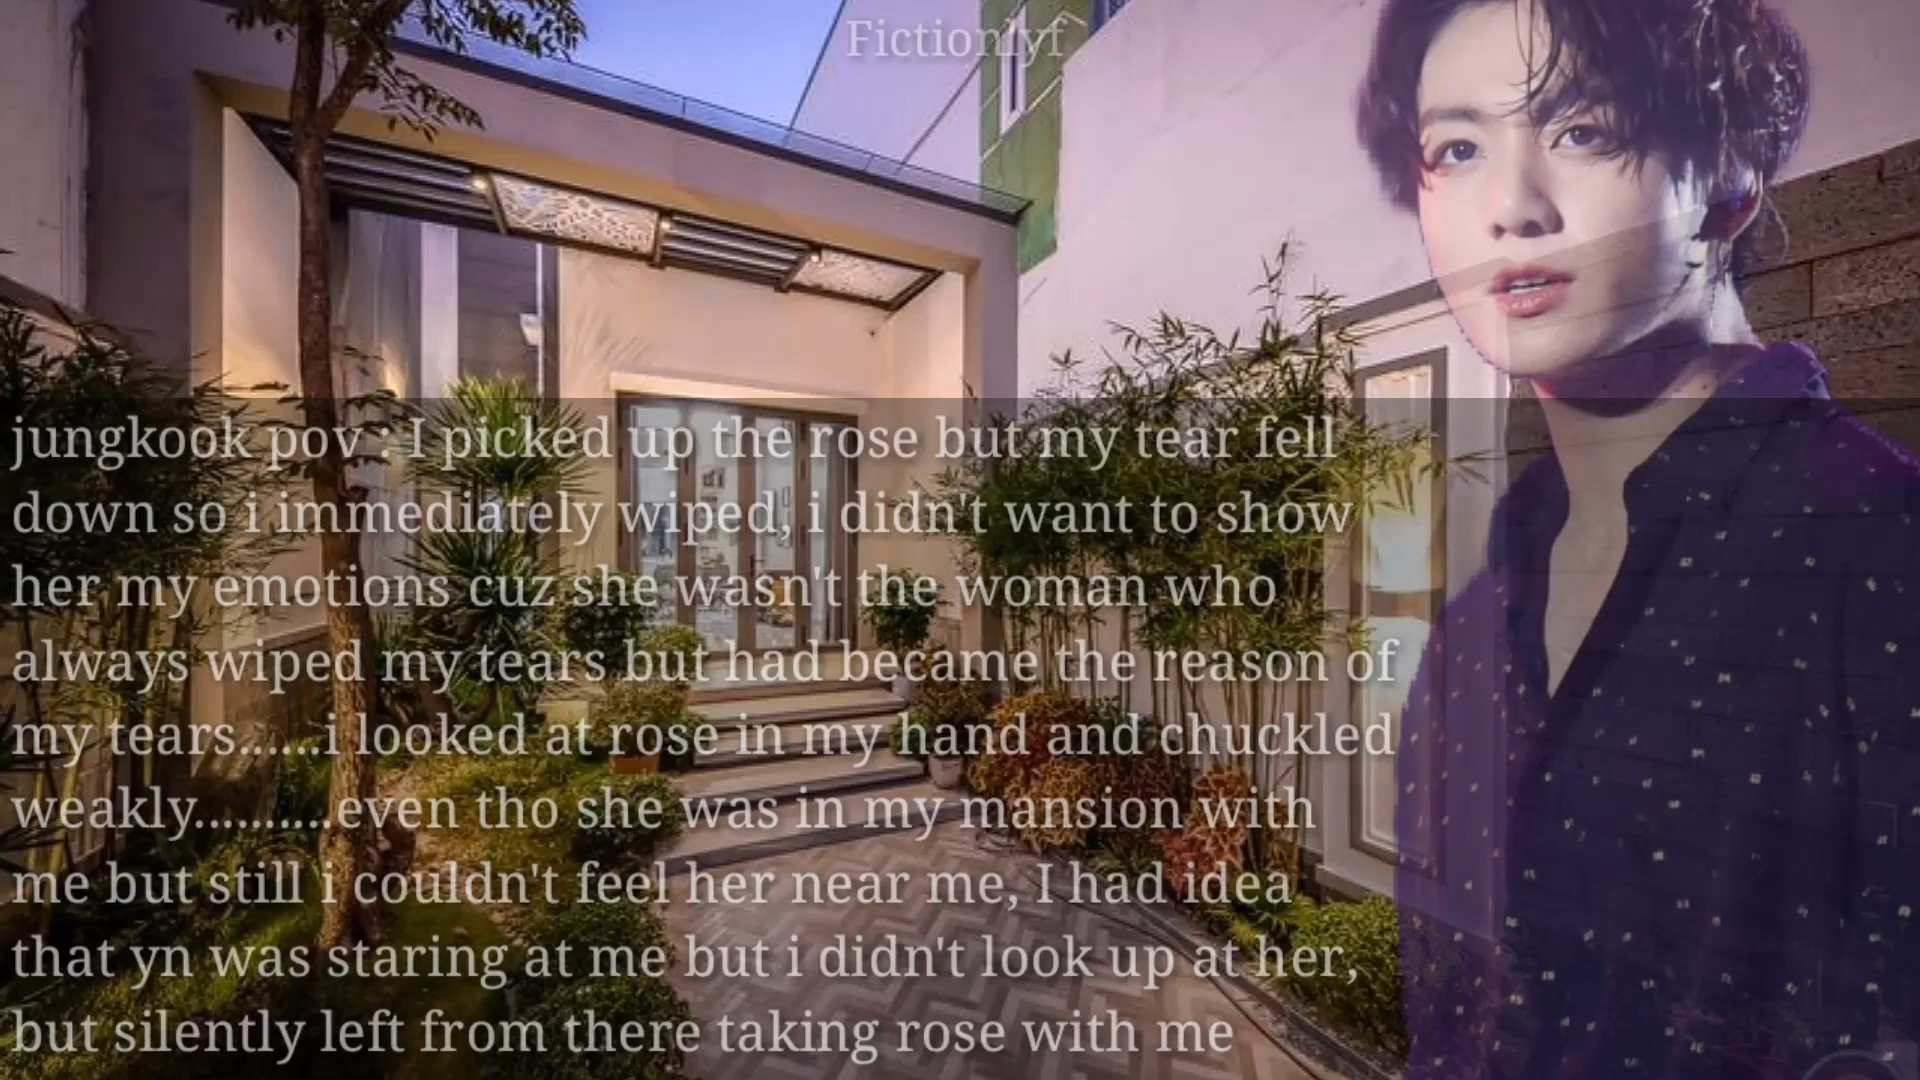 Fictionlyf
jungkook pov : I picked up the rose but my tear fell
down so i immediately wiped, i didn't want to show
her my emotions cuz she wasn't the woman who
always wiped my tears but had became the reason of
my tears......i looked at rose in my hand and chuckled
weakly..........even tho she was in my mansion with
me but still i couldn't feel her near me, I had idea
that yn was staring at me but i didn't look up at her,
but silently left from there taking rose with me